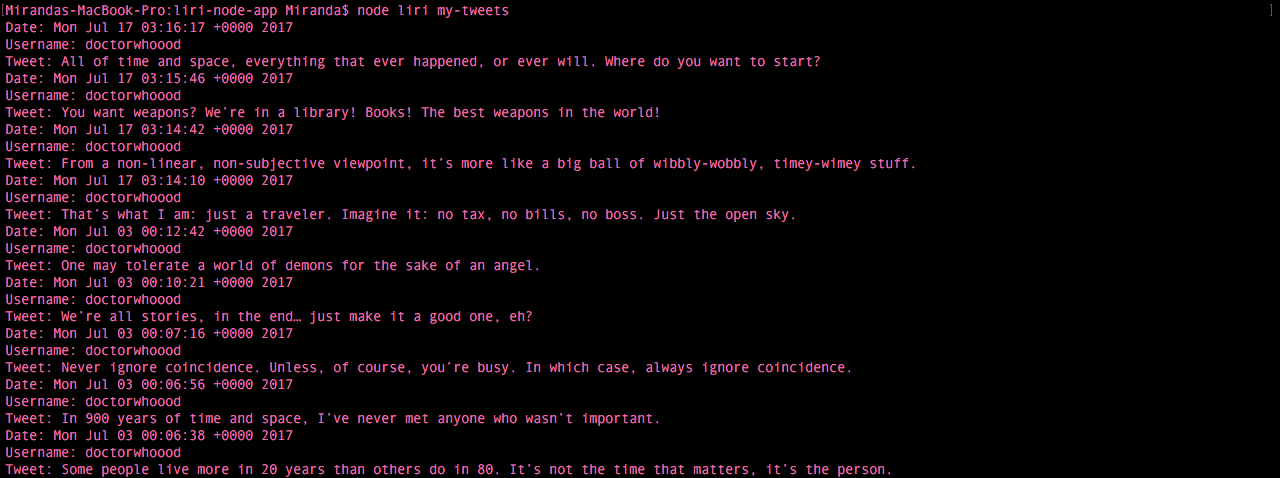 [Mirandas-MacBook-Pro:liri-node-app Miranda$ node liri my-tweets ]
Date: Mon Jul 17 03:16:17 +0000 2017
Username: doctorwhoood
Tweet: All of time and space, everything that ever happened, or ever will. Where do you want to start?
Date: Mon Jul 17 03:15:46 +0000 2017
Username: doctorwhoood
Tweet: You want weapons? We're in a library! Books! The best weapons in the world!
Date: Mon Jul 17 03:14:42 +0000 2017
Username: doctorwhoood
Tweet: From a non-linear, non-subjective viewpoint, it's more like a big ball of wibbly-wobbly, timey-wimey stuff.
Date: Mon Jul 17 03:14:10 +0000 2017
Username: doctorwhoood
Tweet: That's what I am: just a traveler. Imagine it: no tax, no bills, no boss. Just the open sky.
Date: Mon Jul 03 00:12:42 +0000 2017
Username: doctorwhoood
Tweet: One may tolerate a world of demons for the sake of an angel.
Date: Mon Jul 03 00:10:21 +0000 2017
Username: doctorwhoood
Tweet: We're all stories, in the end… just make it a good one, eh?
Date: Mon Jul 03 00:07:16 +0000 2017
Username: doctorwhoood
Tweet: Never ignore coincidence. Unless, of course, you're busy. In which case, always ignore coincidence.
Date: Mon Jul 03 00:06:56 +0000 2017
Username: doctorwhoood
Tweet: In 900 years of time and space, I've never met anyone who wasn't important.
Date: Mon Jul 03 00:06:38 +0000 2017
Username: doctorwhoood
Tweet: Some people live more in 20 years than others do in 80. It's not the time that matters, it's the person.